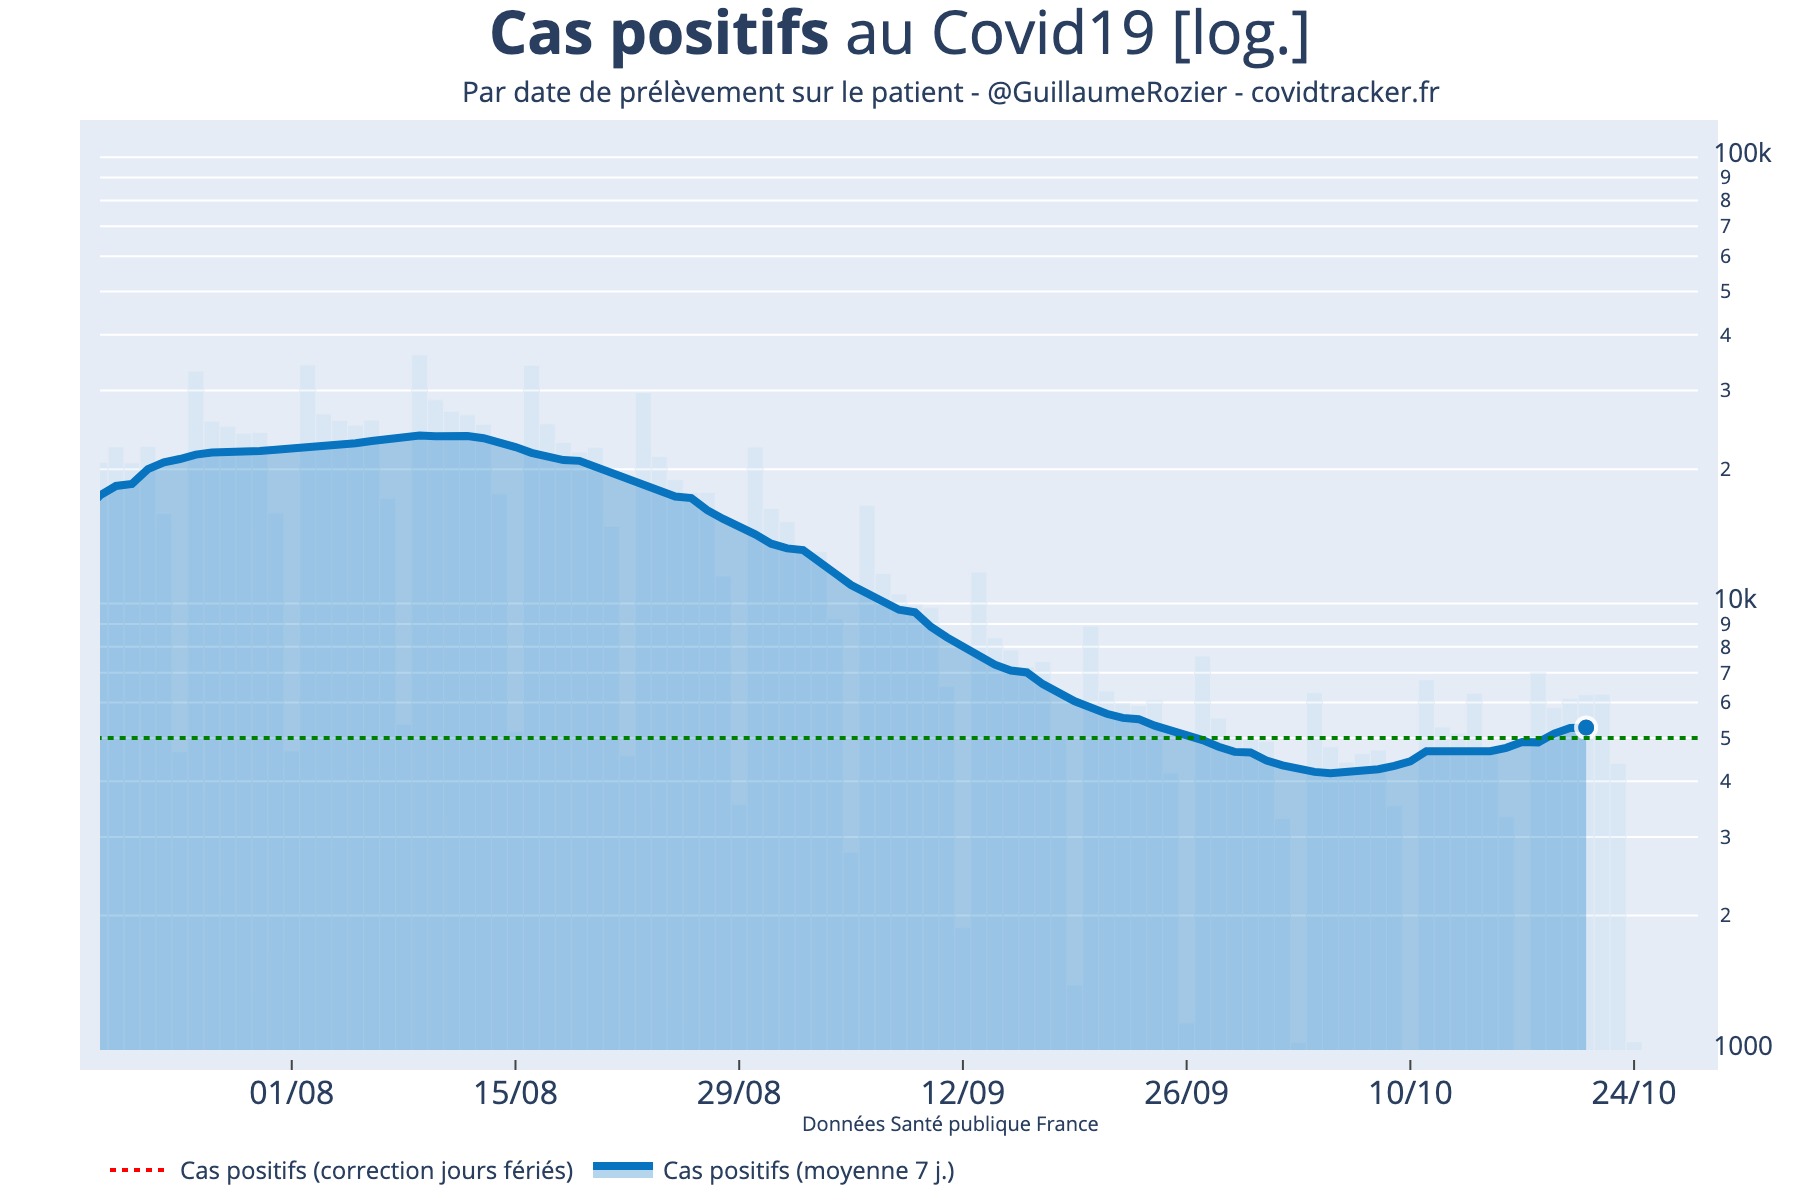 Cas positifs au Covid19 [log.]
Par date de prélèvement sur le patient - @GuillaumeRozier - covidtracker.fr
100k
9
8
7
6
5
4
3
2
10k
9
8
7
6
5
4
3
2
1000
01/08 15/08 29/08 12/09 26/09 10/10 24/10
Données Santé publique France
Cas positifs (correction jours fériés) Cas positifs (moyenne 7 j.)